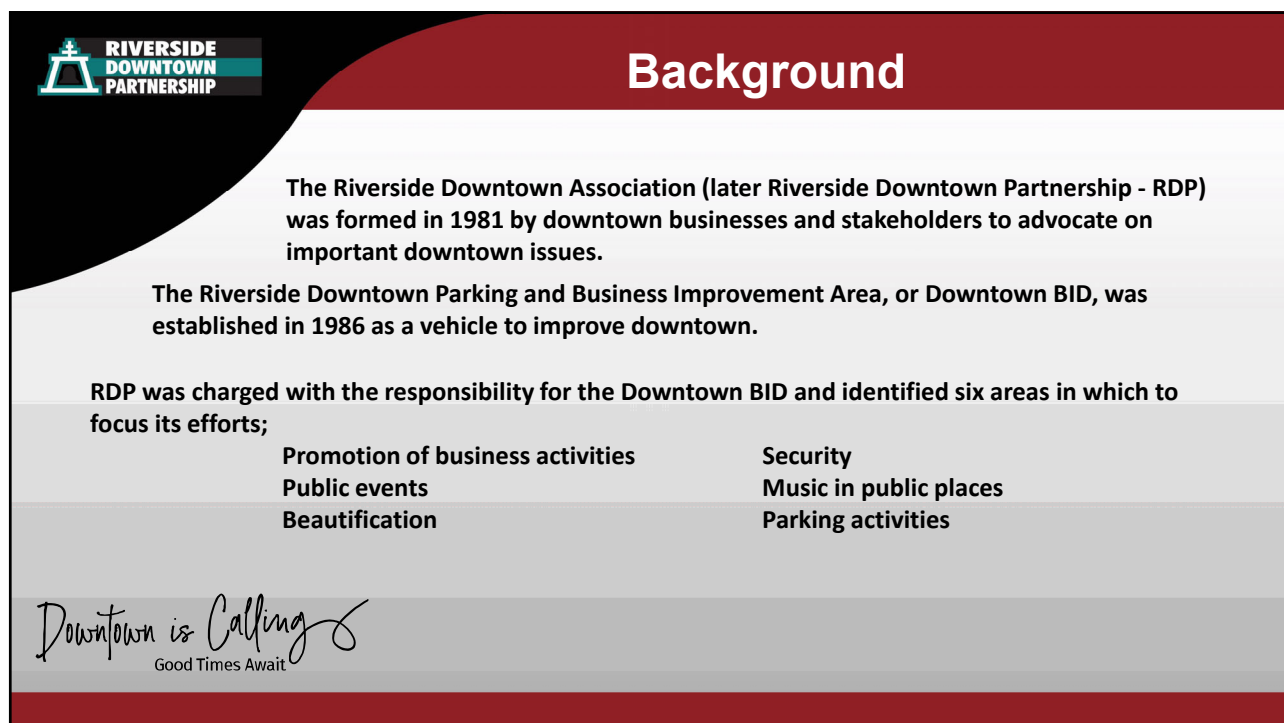 RIVERSIDE
DOWNTOWN
PARTNERSHIP
Background
The Riverside Downtown Association (later Riverside Downtown Partnership - RDP)
was formed in 1981 by downtown businesses and stakeholders to advocate on
important downtown issues.
The Riverside Downtown Parking and Business Improvement Area, or Downtown BID, was
established in 1986 as a vehicle to improve downtown.
RDP was charged with the responsibility for the Downtown BID and identified six areas in which to
focus its efforts;
Promotion of business activities
Public events
Beautification
Security
Music in public places
Parking activities
Downtown is Calling
Good Times Await